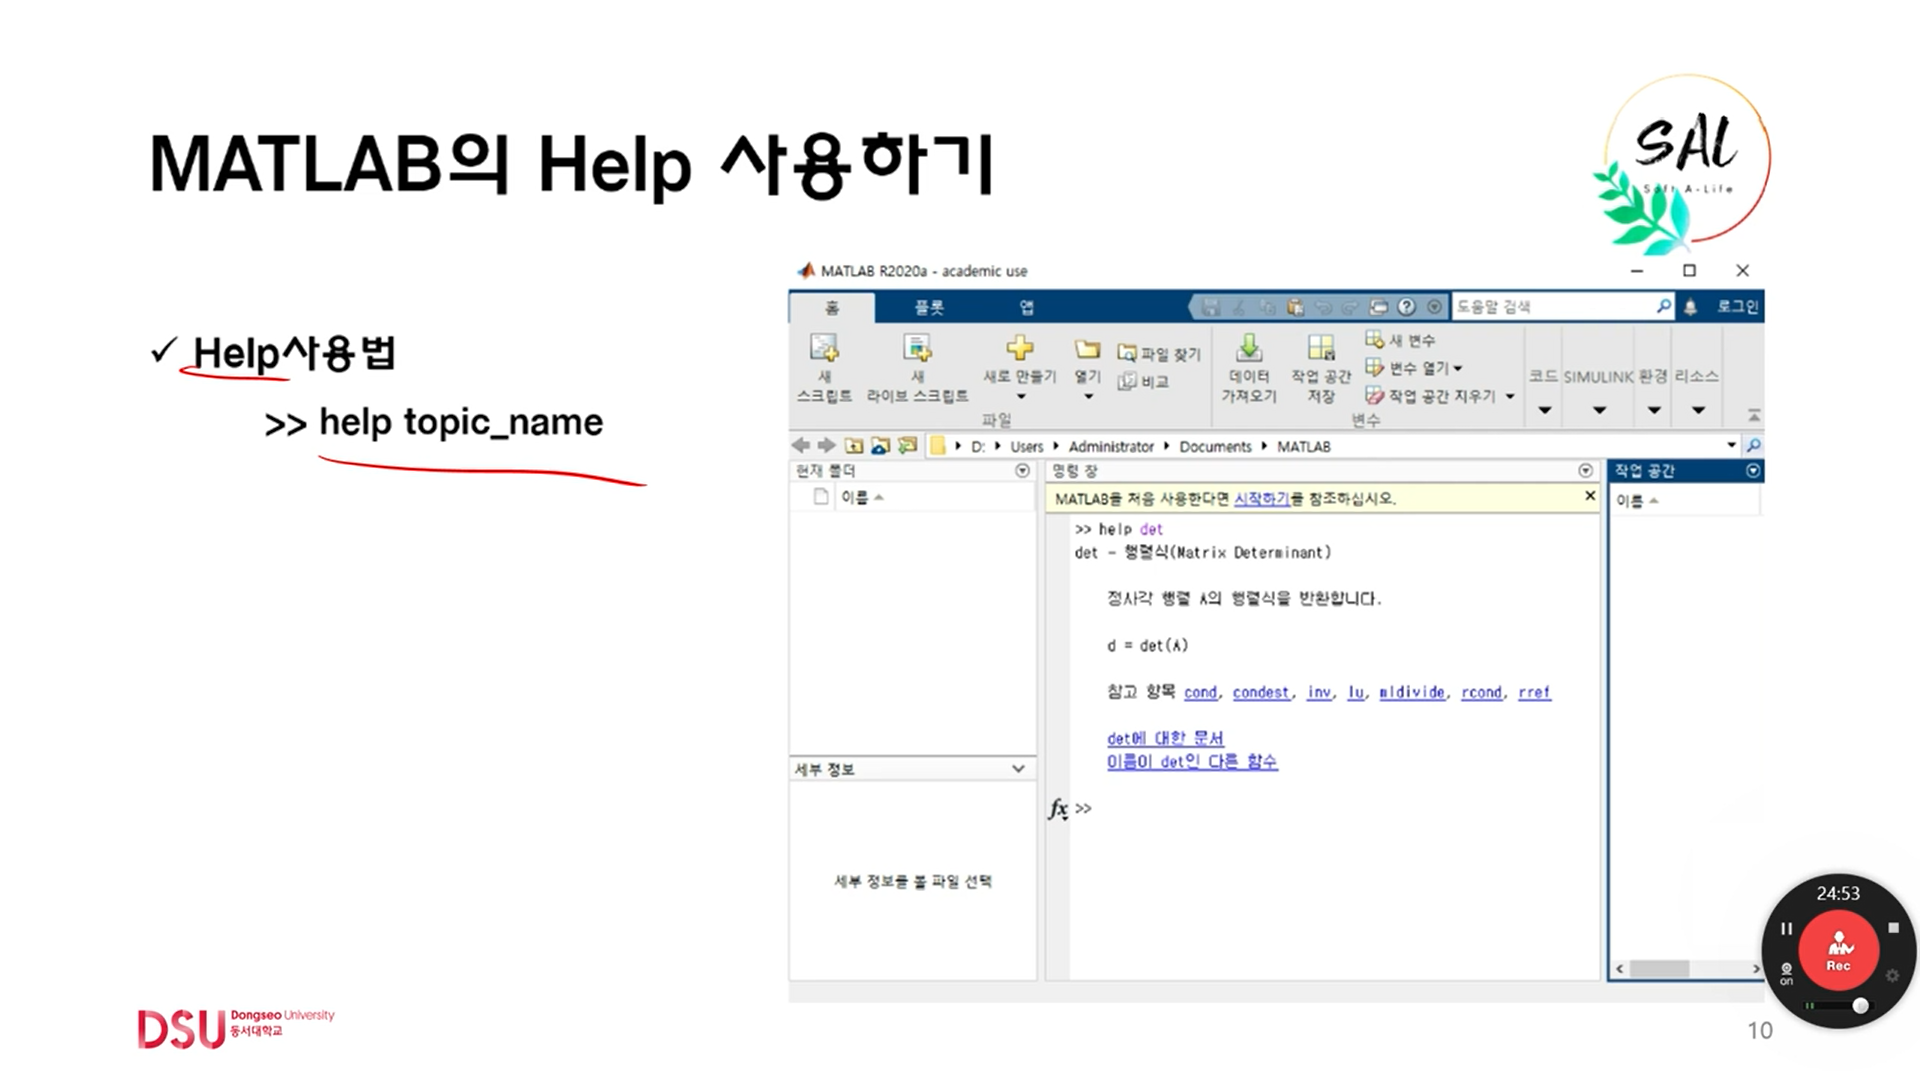 MATLAB의 Help 사용하기
SAL
Soft A-Life
✓ Help사용법
>> help topic_name
MATLAB R2020a - academic use
홈 플롯 앱
도움말 검색
로그인
새 스크립트
새 라이브 스크립트
새로 만들기
열기
파일 찾기
비교
파일
데이터 가져오기
작업 공간 저장
새 변수
변수 열기
작업 공간 지우기
변수
코드 SIMULINK 환경 리소스
D: Users Administrator Documents MATLAB
현재 폴더
이름
명령 창
MATLAB을 처음 사용한다면 시작하기를 참조하십시오.
>> help det
det - 행렬식(Matrix Determinant)
정사각 행렬 A의 행렬식을 반환합니다.
d = det(A)
참고 항목 cond, condest, inv, lu, mldivide, rcond, rref
det에 대한 문서
이름이 det인 다른 함수
fx >>
작업 공간
이름
세부 정보
세부 정보를 볼 파일 선택
24:53
Rec
on
DSU Dongseo University
동서대학교
10